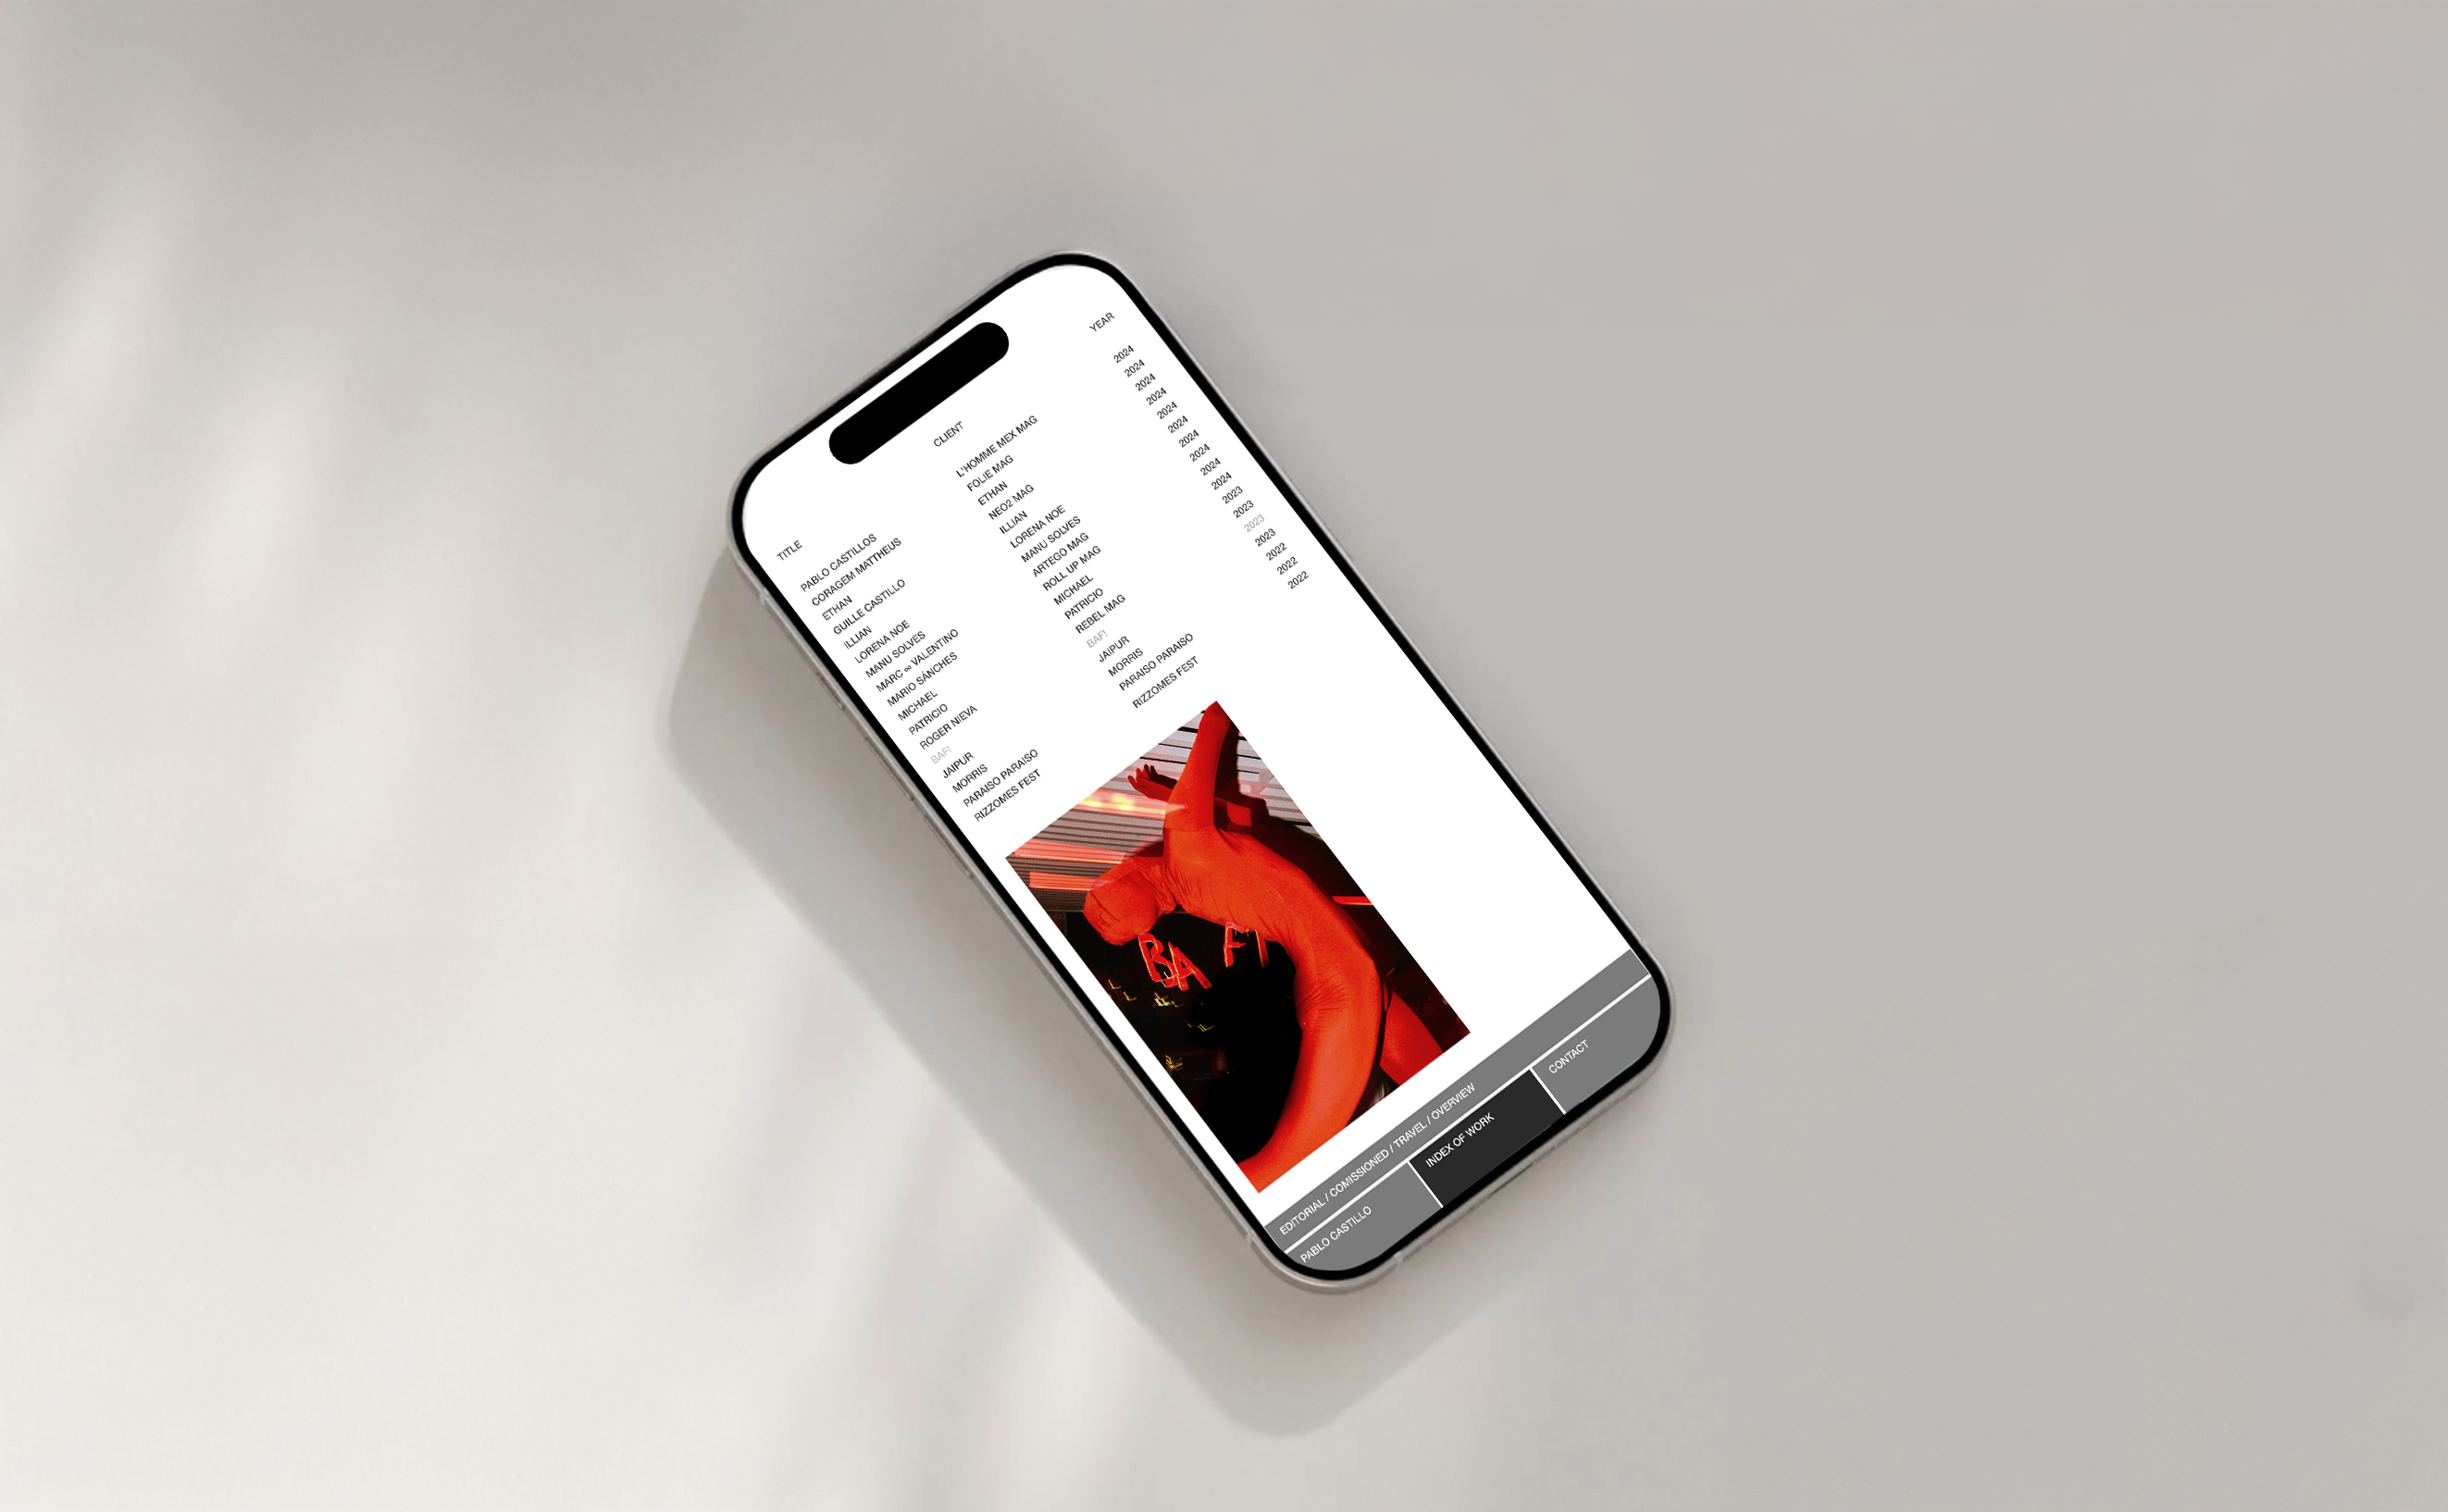 TITLE CLIENT YEAR
PABLO CASTILLOS L'HOMME MEX MAG 2024
CORAGEM MATTHEUS FOLIE MAG 2024
ETHAN ETHAN 2024
GUILLE CASTILLO NEO2 MAG 2024
ILLIAN ILLIAN 2024
LORENA NOE LORENA NOE 2024
MANU SOLVES MANU SOLVES 2024
MARC ∞ VALENTINO ARTEGO MAG 2024
MARIO SÁNCHES ROLL UP MAG 2024
MICHAEL MICHAEL 2024
PATRICIO PATRICIO 2023
ROGER NIEVA REBEL MAG 2023
BAFI BAFI 2023
JAIPUR JAIPUR 2023
MORRIS MORRIS 2022
PARAISO PARAISO PARAISO PARAISO 2022
RIZZOMES FEST RIZZOMES FEST 2022
BA FI
EDITORIAL / COMISSIONED / TRAVEL / OVERVIEW
PABLO CASTILLO INDEX OF WORK CONTACT